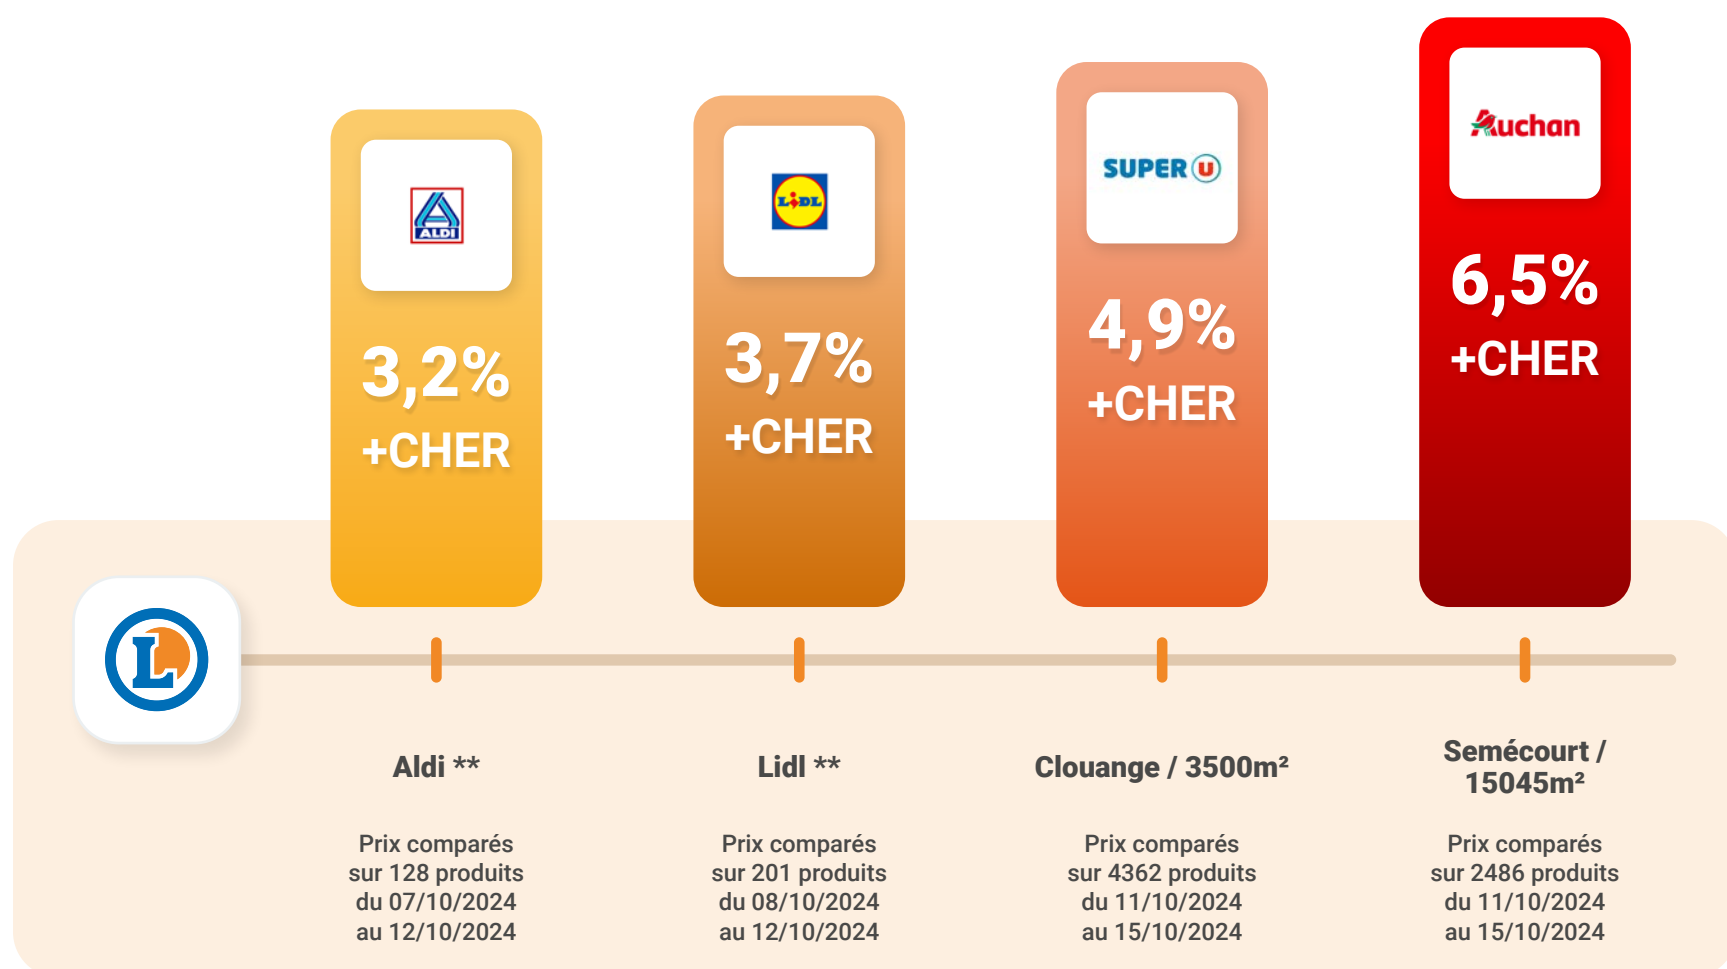 ALDI
3,2%
+CHER
LIDL
3,7%
+CHER
SUPER U
4,9%
+CHER
Auchan
6,5%
+CHER
L
Aldi **
Prix comparés
sur 128 produits
du 07/10/2024
au 12/10/2024
Lidl **
Prix comparés
sur 201 produits
du 08/10/2024
au 12/10/2024
Clouange / 3500m²
Prix comparés
sur 4362 produits
du 11/10/2024
au 15/10/2024
Semécourt /
15045m²
Prix comparés
sur 2486 produits
du 11/10/2024
au 15/10/2024